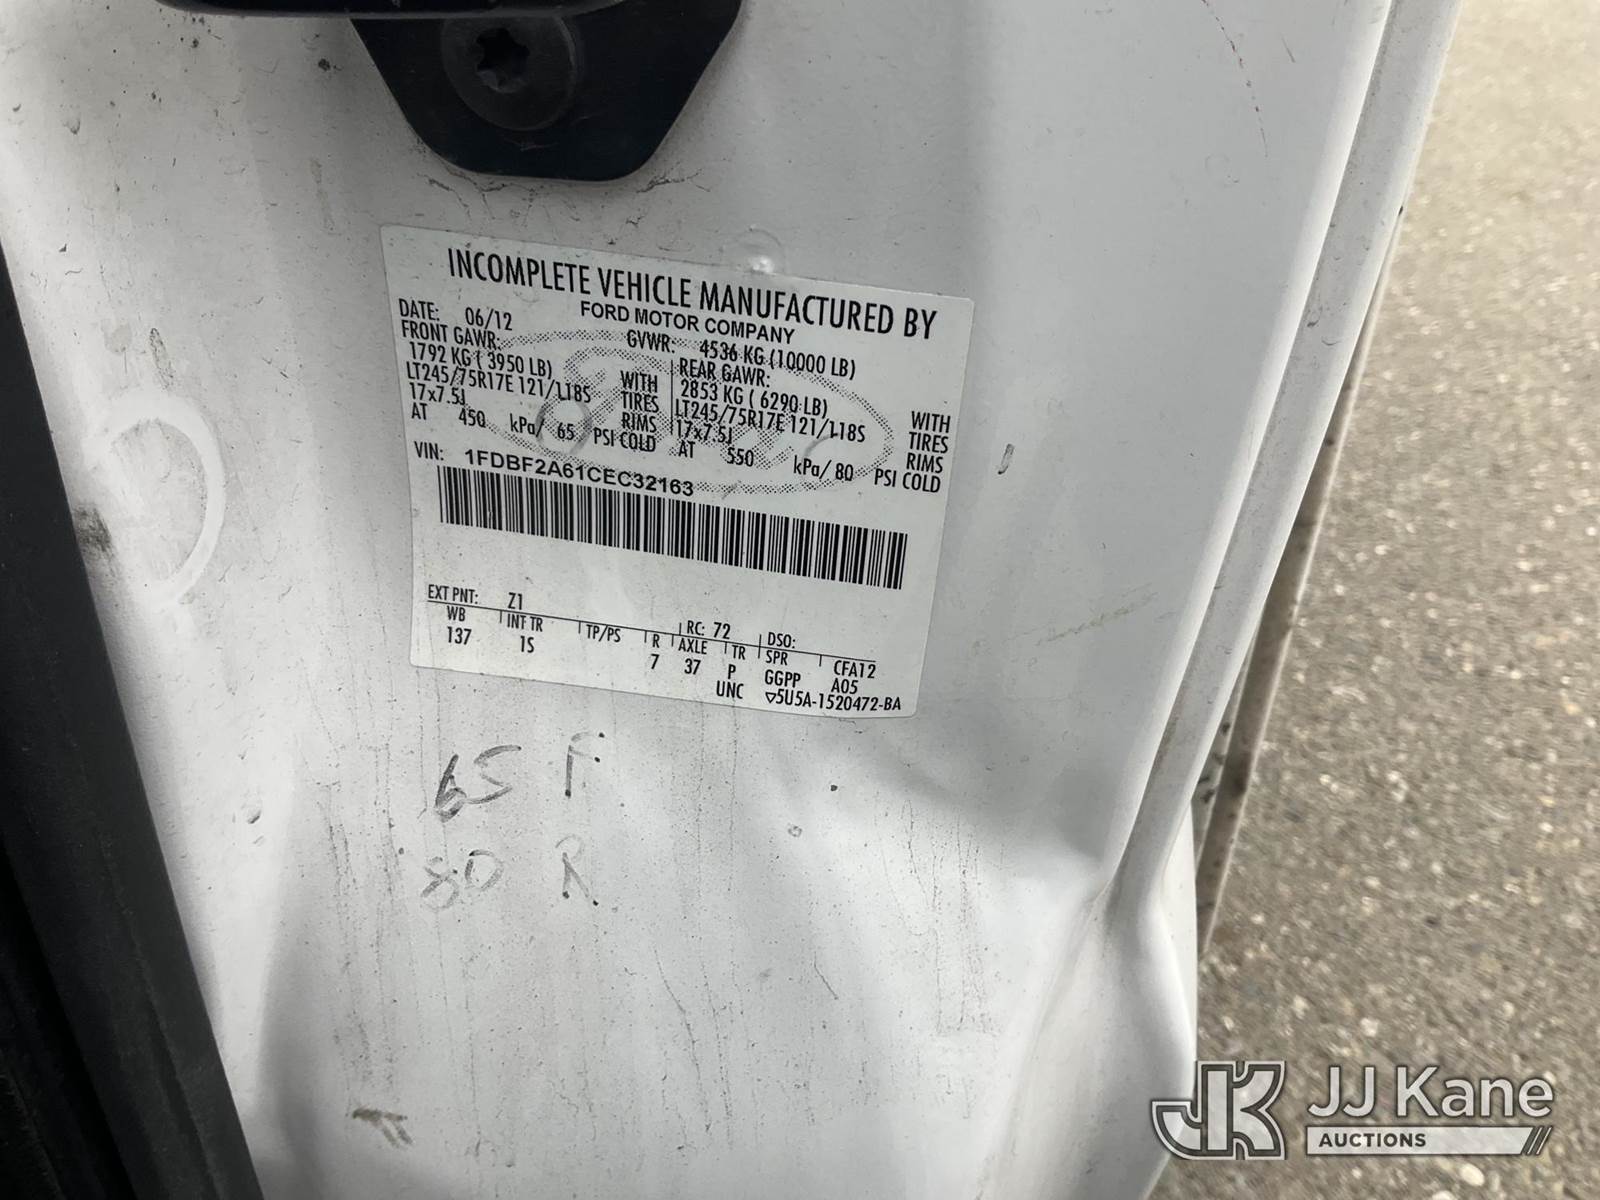 INCOMPLETE VEHICLE MANUFACTURED BY
FORD MOTOR COMPANY
DATE: 06/12 GVWR: 4536 KG (10000 LB)
FRONT GAWR: REAR GAWR:
1792 KG ( 3950 LB) WITH 2853 KG ( 6290 LB) WITH
LT245/75R17E 121/118S TIRES LT245/75R17E 121/118S TIRES
17x7.5J RIMS 17x7.5J RIMS
AT 450 kPa/ 65 PSI COLD AT 550 kPa/ 80 PSI COLD
VIN: 1FDBF2A61CEC32163
EXT PNT: Z1 RC: 72 DSO:
WB INT TR TP/PS R AXLE TR SPR CFA12
137 1S 7 37 P GGPP A05
UNC ▽5U5A-1520472-BA
65 F
80 R
JK JJ Kane
AUCTIONS